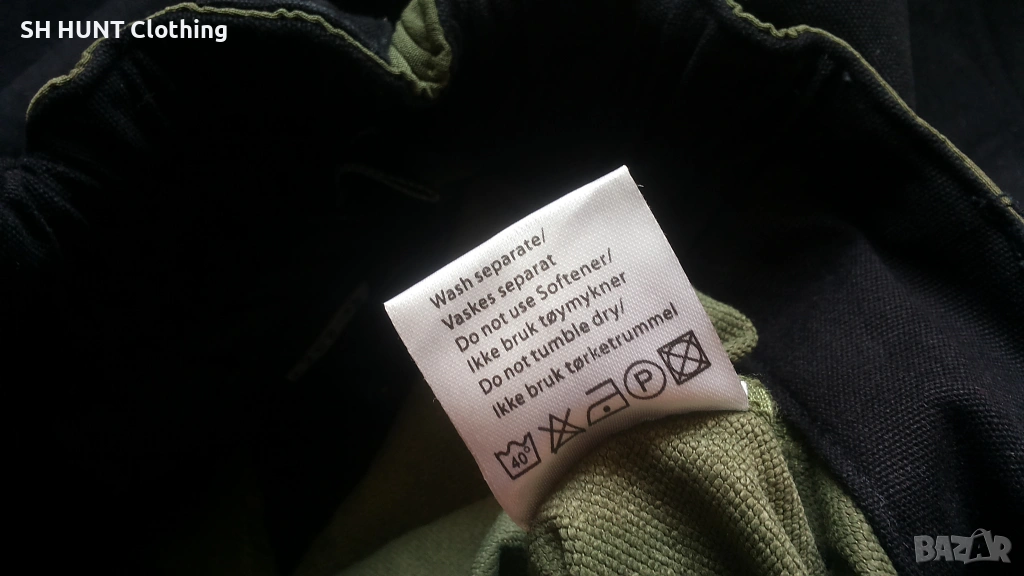 SH HUNT Clothing
Wash separate/
Vaskes separat
Do not use Softener/
Ikke bruk tøymykner
Do not tumble dry/
Ikke bruk tørketrummel
40° P
BAZAR